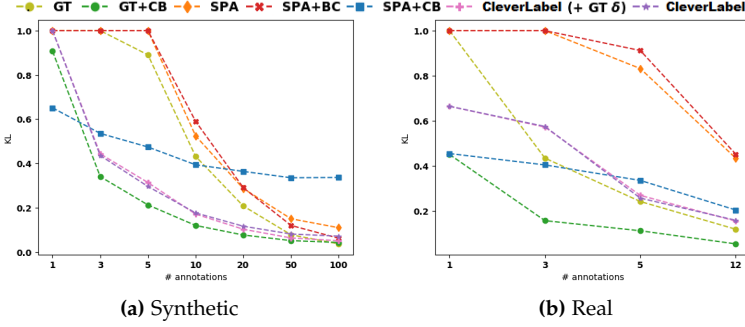 GT GT+CB SPA SPA+BC SPA+CB CleverLabel (+ GT δ) CleverLabel
1.0
0.8
0.6
0.4
0.2
0.0
KL
1 3 5 10 20 50 100
# annotations
(a) Synthetic
1.0
0.8
0.6
0.4
0.2
KL
1 3 5 12
# annotations
(b) Real